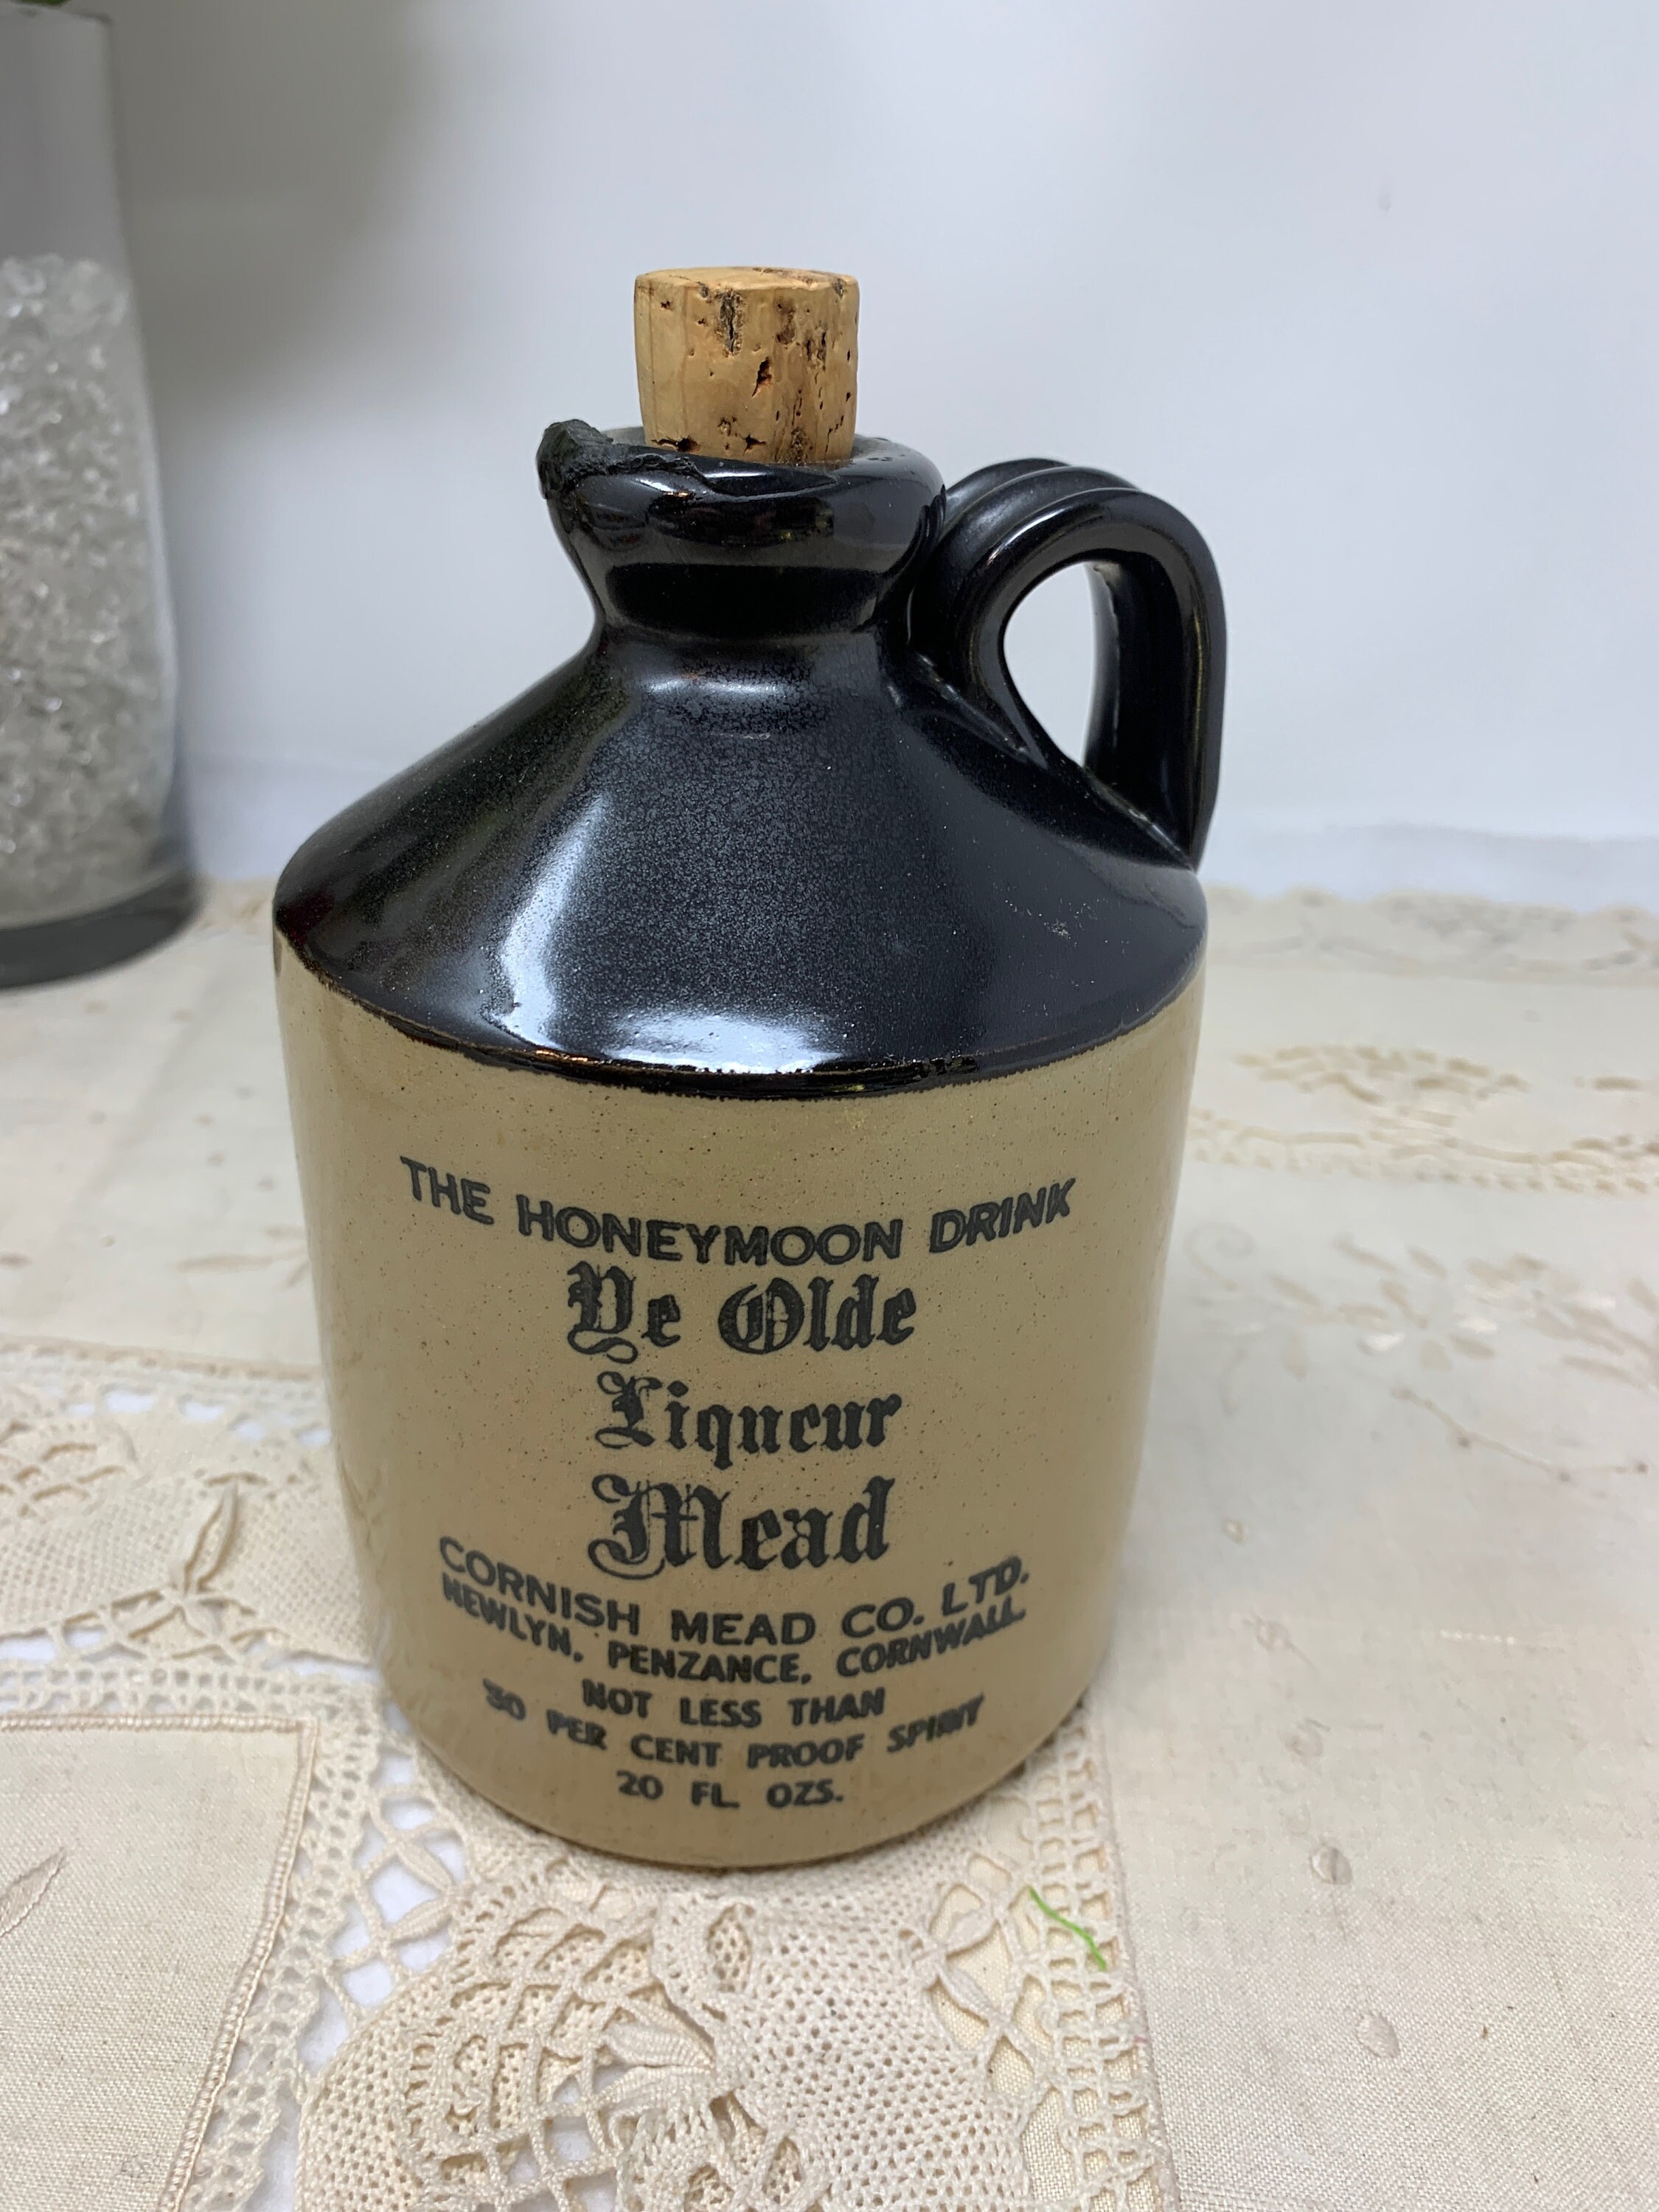 THE HONEYMOON DRINK
Ye Olde
Liqueur
Mead
CORNISH MEAD CO. LTD.
NEWLYN, PENZANCE, CORNWALL.
NOT LESS THAN
30 PER CENT PROOF SPIRIT
20 FL. OZS.